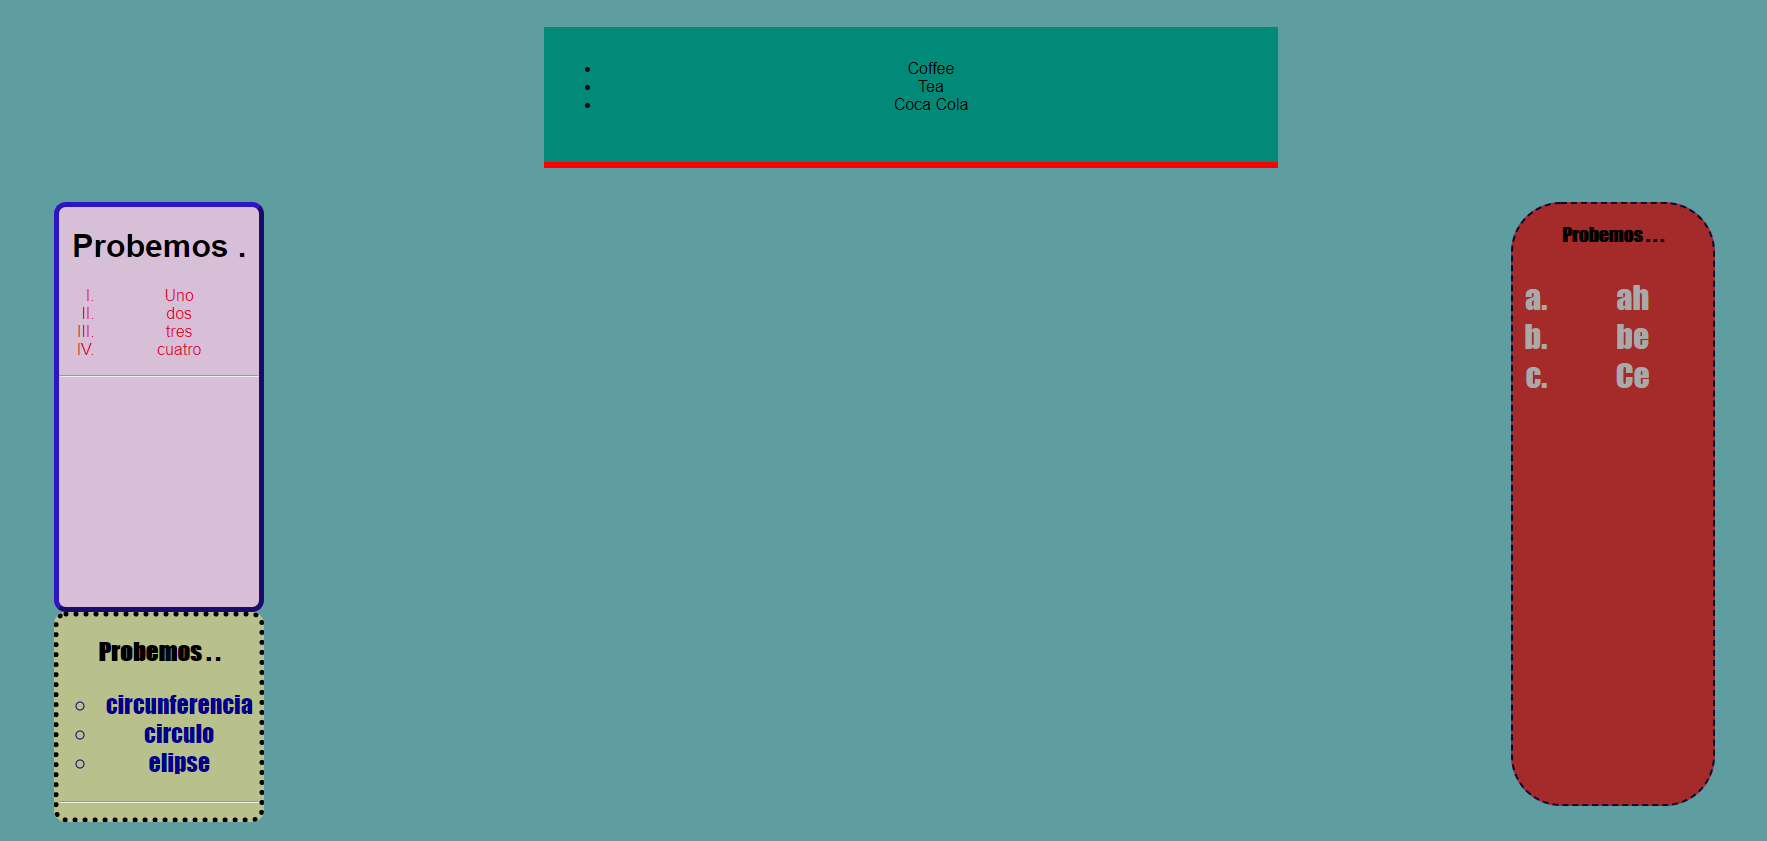 Coffee
Tea
Coca Cola
Probemos .
I. Uno
II. dos
III. tres
IV. cuatro
Probemos . .
circunferencia
circulo
elipse
Probemos . . .
a. ah
b. be
c. Ce